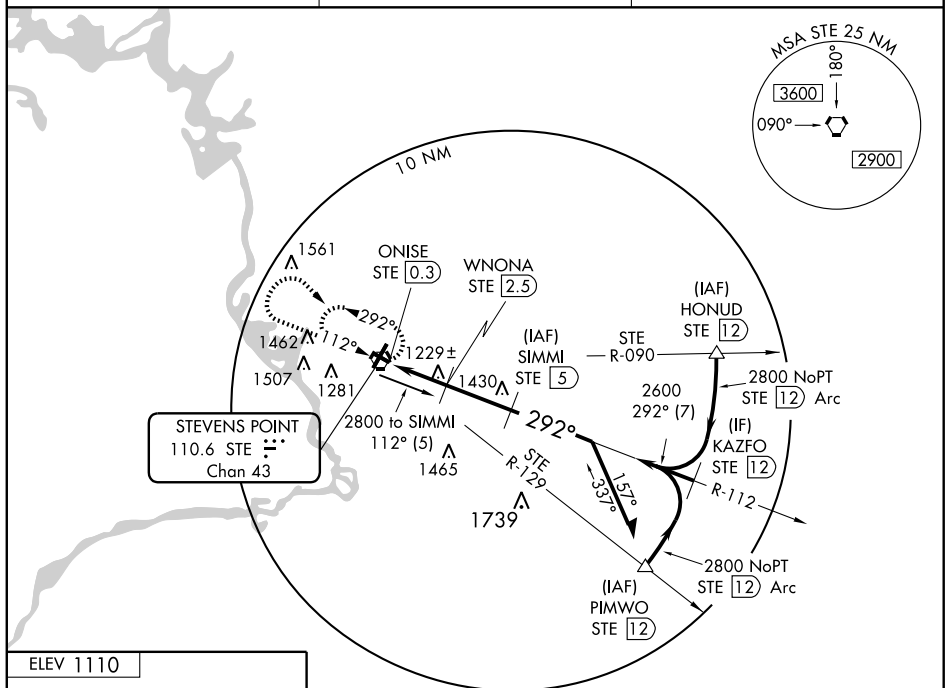 MSA STE 25 NM
180°
3600
090°
2900
10 NM
1561
ONISE
STE 0.3
WNONA
STE 2.5
(IAF)
HONUD
STE 12
292°
112°
1462
1507
1281
1229 ±
1430
(IAF)
SIMMI
STE 5
STE
R-090
2800 NoPT
STE 12 Arc
2600
292° (7)
(IF)
KAZFO
STE 12
R-112
STEVENS POINT
110.6 STE
Chan 43
2800 to SIMMI
112° (5)
1465
292°
STE
R-129
157°
337°
1739
2800 NoPT
STE 12 Arc
(IAF)
PIMWO
STE 12
ELEV 1110